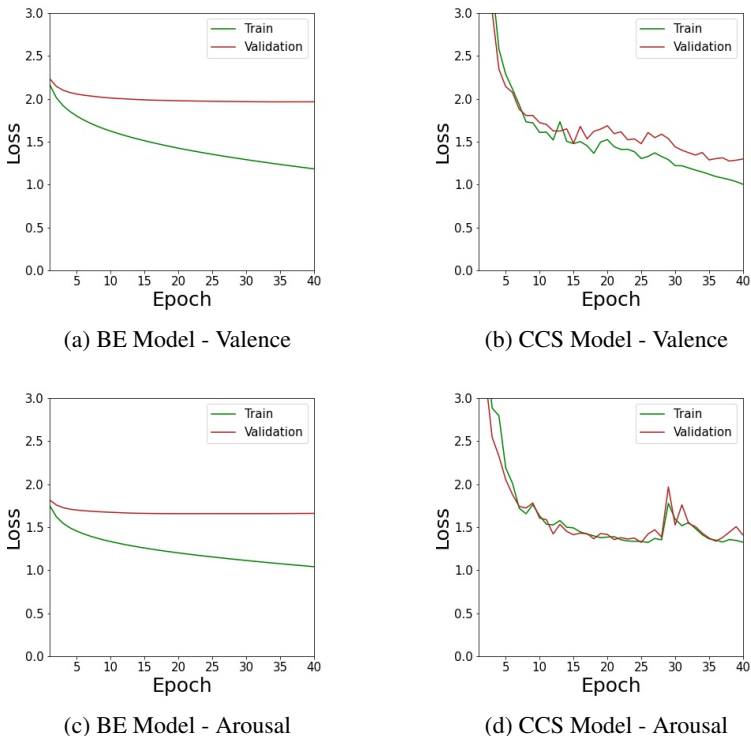 3.0
2.5
2.0
1.5
1.0
0.5
0.0
Loss
Train
Validation
5 10 15 20 25 30 35 40
Epoch
(a) BE Model - Valence
3.0
2.5
2.0
1.5
1.0
0.5
0.0
Loss
Train
Validation
5 10 15 20 25 30 35 40
Epoch
(b) CCS Model - Valence
3.0
2.5
2.0
1.5
1.0
0.5
0.0
Loss
Train
Validation
5 10 15 20 25 30 35 40
Epoch
(c) BE Model - Arousal
3.0
2.5
2.0
1.5
1.0
0.5
0.0
Loss
Train
Validation
5 10 15 20 25 30 35 40
Epoch
(d) CCS Model - Arousal